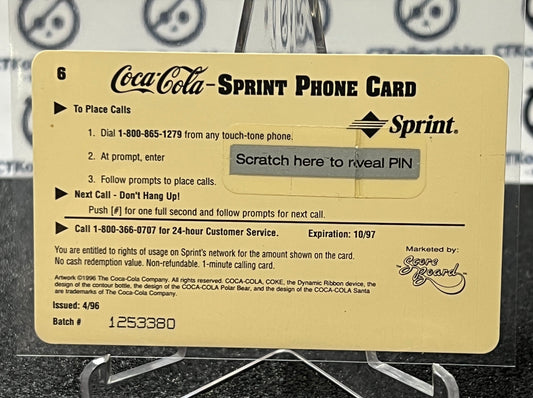 6
Coca-Cola - SPRINT PHONE CARD
To Place Calls
1. Dial 1-800-865-1279 from any touch-tone phone.
Sprint®
2. At prompt, enter
Scratch here to rveal PIN
3. Follow prompts to place calls.
Next Call - Don't Hang Up!
Push [#] for one full second and follow prompts for next call.
Call 1-800-366-0707 for 24-hour Customer Service. Expiration: 10/97
You are entitled to rights of usage on Sprint's network for the amount shown on the card.
No cash redemption value. Non-refundable. 1-minute calling card.
Marketed by:
Score Board
Artwork ©1996 The Coca-Cola Company. All rights reserved. COCA-COLA, COKE, the Dynamic Ribbon device, the
design of the contour bottle, the design of the COCA-COLA Polar Bear, and the design of the COCA-COLA Santa
are trademarks of The Coca-Cola Company.
Issued: 4/96
Batch # 1253380